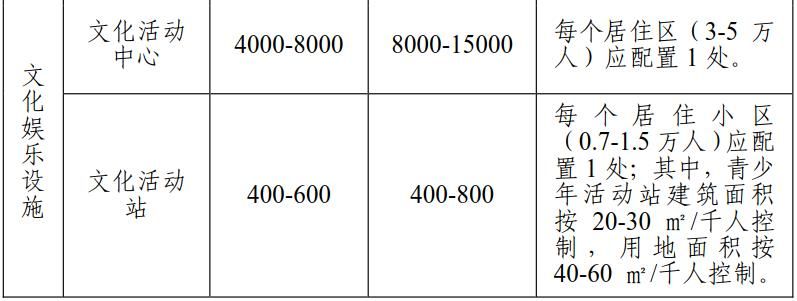 文化娱乐设施
文化活动
中心
4000-8000
8000-15000
每个居住区（3-5 万
人）应配置 1 处。
文化活动
站
400-600
400-800
每个居住小区
（0.7-1.5 万人）应配
置 1 处；其中，青少
年活动站建筑面积
按 20-30 ㎡/千人控
制，用地面积按
40-60 ㎡/千人控制。